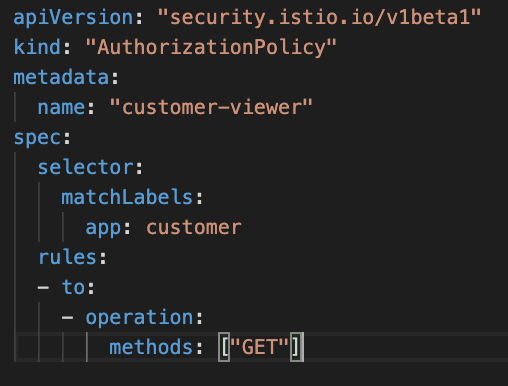 apiVersion: "security.istio.io/v1beta1"
kind: "AuthorizationPolicy"
metadata:
  name: "customer-viewer"
spec:
  selector:
    matchLabels:
      app: customer
  rules:
  - to:
    - operation:
        methods: ["GET"]